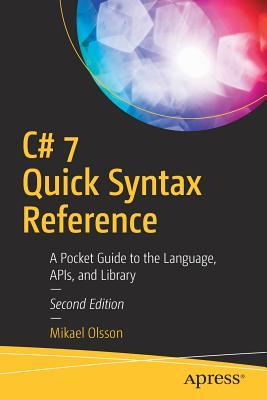 C# 7
Quick Syntax
Reference
A Pocket Guide to the Language,
APIs, and Library
—
Second Edition
—
Mikael Olsson
Apress®